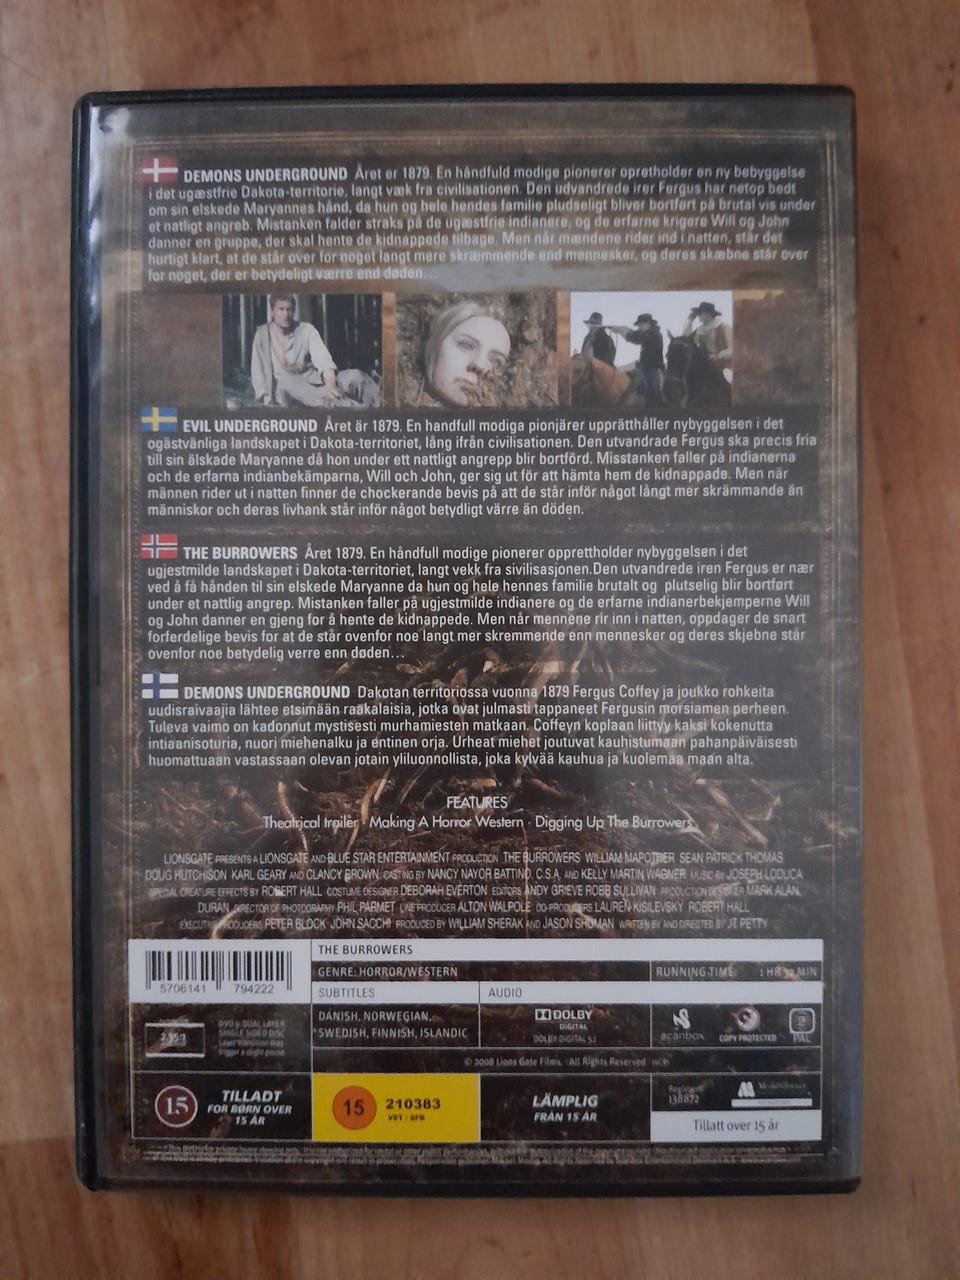 DEMONS UNDERGROUND Året er 1879. En håndfuld modige pionerer opretholder en ny bebyggelse
i det ugæstfrie Dakota-territorie, langt væk fra civilisationen. Den udvandrede irer Fergus har netop bedt
om sin elskede Maryannes hånd, da hun og hele hendes familie pludseligt bliver bortført på brutal vis under
et natligt angreb. Mistanken falder straks på de ugæstfrie indianere, og de erfarne krigere Will og John
danner en gruppe, der skal hente de kidnappede tilbage. Men når mændene rider ind i natten, står det
hurtigt klart, at de står over for noget langt mere skræmmende end mennesker, og deres skæbne står over
for noget, der er betydeligt værre end døden...
EVIL UNDERGROUND Året är 1879. En handfull modiga pionjärer upprätthåller nybyggelsen i det
ogästvänliga landskapet i Dakota-territoriet, lång ifrån civilisationen. Den utvandrade Fergus ska precis fria
till sin älskade Maryanne då hon under ett nattligt angrepp blir bortförd. Misstanken faller på indianerna
och de erfarna indianbekämparna, Will och John, ger sig ut för att hämta hem de kidnappade. Men när
männen rider ut i natten finner de chockerande bevis på att de står inför något långt mer skrämmande än
människor och deras livhank står inför något betydligt värre än döden.
THE BURROWERS Året 1879. En håndfull modige pionerer opprettholder nybyggelsen i det
ugjestmilde landskapet i Dakota-territoriet, langt vekk fra sivilisasjonen.Den utvandrede iren Fergus er nær
ved å få hånden til sin elskede Maryanne da hun og hele hennes familie brutalt og plutselig blir bortført
under et nattlig angrep. Mistanken faller på ugjestmilde indianere og de erfarne indianerbekjemperne Will
og John danner en gjeng for å hente de kidnappede. Men når mennene rir inn i natten, oppdager de snart
forferdelige bevis for at de står ovenfor noe langt mer skremmende enn mennesker og deres skjebne står
ovenfor noe betydelig verre enn døden...
DEMONS UNDERGROUND Dakotan territoriossa vuonna 1879 Fergus Coffey ja joukko rohkeita
uudisraivaajia lähtee etsimään raakalaisia, jotka ovat julmasti tappaneet Fergusin morsiamen perheen.
Tuleva vaimo on kadonnut mystisesti murhamiesten matkaan. Coffeyn koplaan liittyy kaksi kokenutta
intiaanisoturia, nuori miehenalku ja entinen orja. Urheat miehet joutuvat kauhistumaan pahanpäiväisesti
huomattuaan vastassaan olevan jotain yliluonnollista, joka kylvää kauhua ja kuolemaa maan alta.
FEATURES
Theatrical trailer · Making A Horror Western · Digging Up The Burrowers
LIONSGATE PRESENTS A LIONSGATE AND BLUE STAR ENTERTAINMENT PRODUCTION THE BURROWERS WILLIAM MAPOTHER SEAN PATRICK THOMAS
DOUG HUTCHISON KARL GEARY AND CLANCY BROWN CASTING BY NANCY NAYOR BATTINO, C.S.A. AND KELLY MARTIN WAGNER MUSIC BY JOSEPH LODUCA
SPECIAL CREATURE EFFECTS BY ROBERT HALL COSTUME DESIGNER DEBORAH EVERTON EDITORS ANDY GRIEVE ROBB SULLIVAN PRODUCTION DESIGNER MARK ALAN
DURAN DIRECTOR OF PHOTOGRAPHY PHIL PARMET LINE PRODUCER ALTON WALPOLE CO-PRODUCERS LAUREN KISILEVSKY ROBERT HALL
EXECUTIVE PRODUCERS PETER BLOCK JOHN SACCHI PRODUCED BY WILLIAM SHERAK AND JASON SHUMAN WRITTEN BY AND DIRECTED BY JT PETTY
THE BURROWERS
GENRE: HORROR/WESTERN
RUNNING TIME: 1 HR MIN
5706141 794222
SUBTITLES
AUDIO
DANISH, NORWEGIAN,
SWEDISH, FINNISH, ISLANDIC
DOLBY
DIGITAL
DOLBY DIGITAL 5.1
scanbox
COPY PROTECTED
2
PAL
2.35:1
DVD 9: DUAL LAYER
SINGLE SIDED DISC
Layer transition may
trigger a slight pause
© 2008 Lions Gate Films. All Rights Reserved
15
TILLADT
FOR BØRN OVER
15 ÅR
15
210383
VET / SFB
LÄMPLIG
FRÅN 15 ÅR
Registrert
138872
Tillatt over 15 år